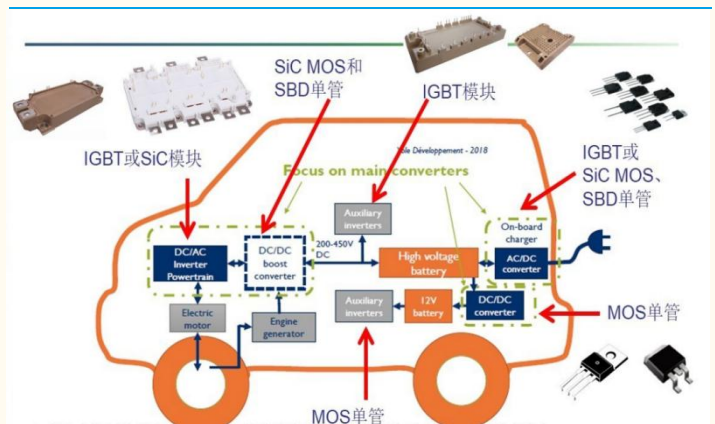 SiC MOS和
SBD单管
IGBT模块
IGBT或SiC模块
IGBT或
SiC MOS、
SBD单管
Yole Développement - 2018
Focus on main converters
Auxiliary
inverters
On-board
charger
DC/AC
Inverter
Powertrain
DC/DC
boost
converter
200-450V
DC
High voltage
battery
AC/DC
converter
Electric
motor
Engine
generator
Auxiliary
inverters
12V
battery
DC/DC
converter
MOS单管
MOS单管